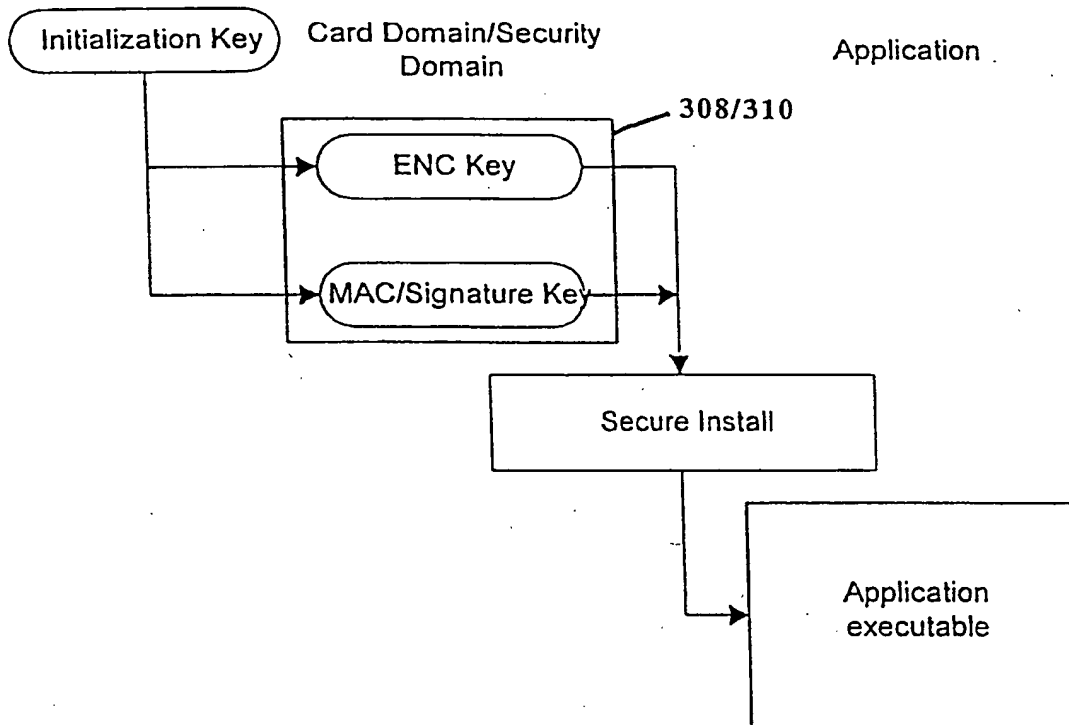 Initialization Key
Card Domain/Security
Domain
Application
308/310
ENC Key
MAC/Signature Key
Secure Install
Application
executable